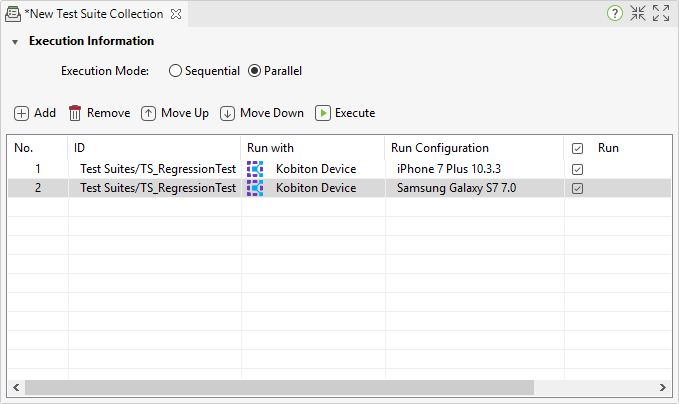 *New Test Suite Collection
Execution Information
Execution Mode: Sequential Parallel
Add Remove Move Up Move Down Execute
No. ID Run with Run Configuration Run
1 Test Suites/TS_RegressionTest Kobiton Device iPhone 7 Plus 10.3.3
2 Test Suites/TS_RegressionTest Kobiton Device Samsung Galaxy S7 7.0